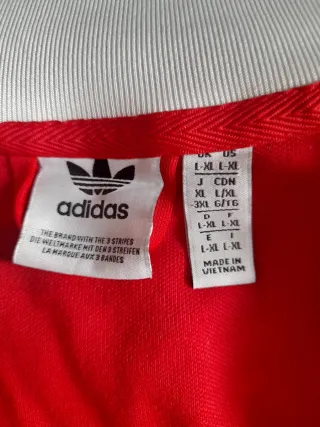 adidas
THE BRAND WITH THE 3 STRIPES
DIE WELTMARKE MIT DEN 3 STREIFEN
LA MARQUE AUX 3 BANDES
UK US
L-XL L-XL
J CDN
XL L/XL
3XL G/TG
D F
L-XL L-XL
E I
L-XL L-XL
MADE IN
VIETNAM